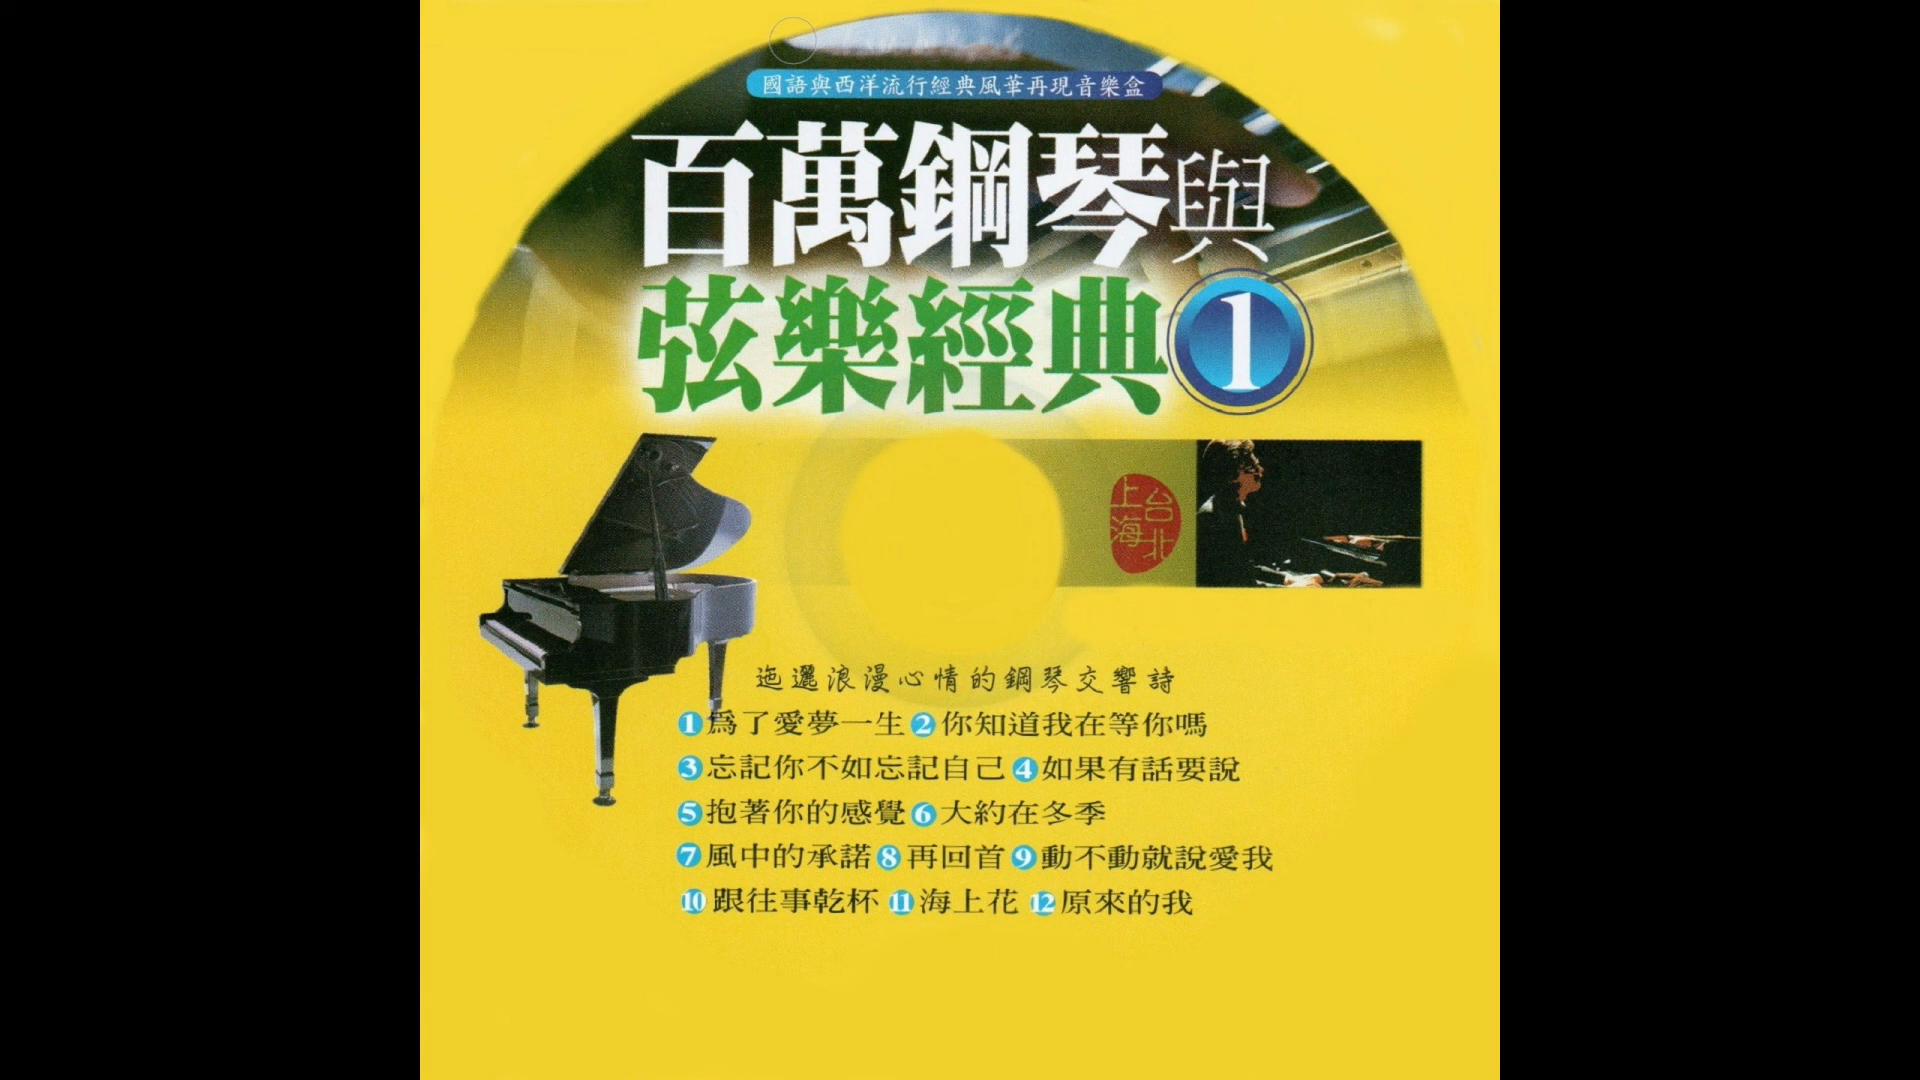 國語與西洋流行經典風華再現音樂盒
百萬鋼琴與
弦樂經典1
上海
台北
迤邐浪漫心情的鋼琴交響詩
1為了愛夢一生 2你知道我在等你嗎
3忘記你不如忘記自己 4如果有話要說
5抱著你的感覺 6大約在冬季
7風中的承諾 8再回首 9動不動就說愛我
10跟往事乾杯 11海上花 12原來的我